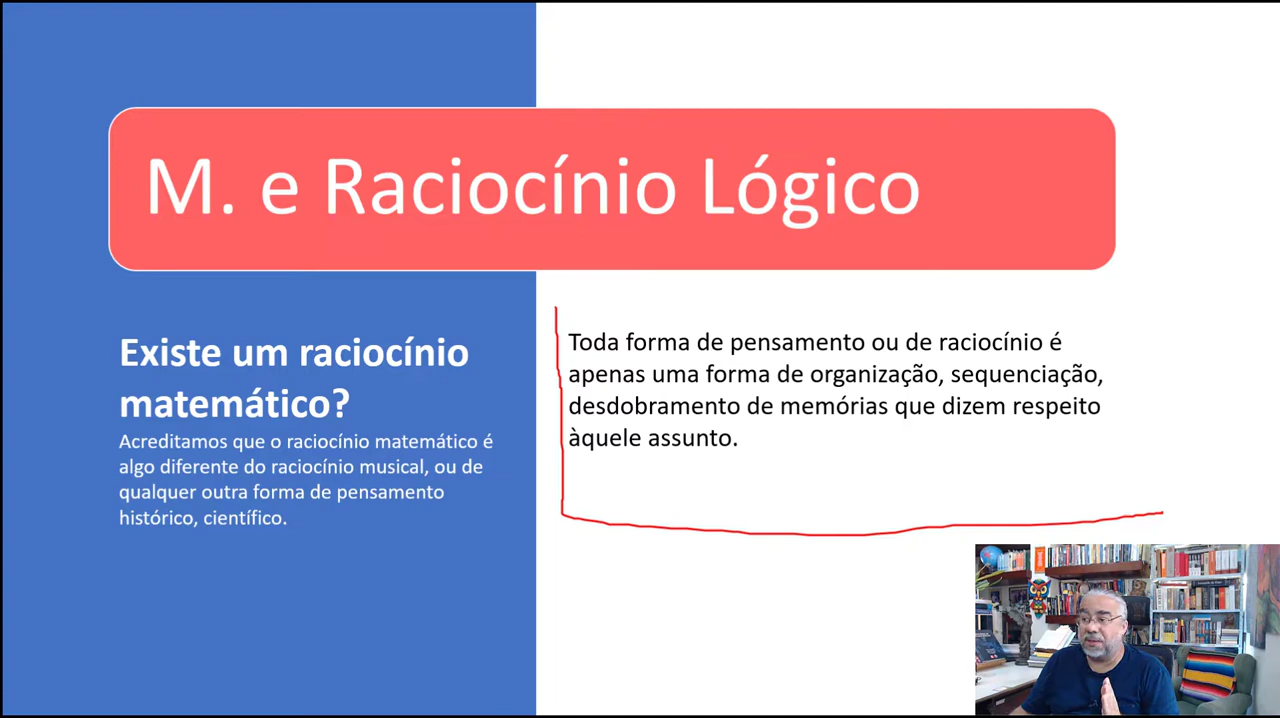 M. e Raciocínio Lógico
Existe um raciocínio
matemático?
Acreditamos que o raciocínio matemático é
algo diferente do raciocínio musical, ou de
qualquer outra forma de pensamento
histórico, científico.
Toda forma de pensamento ou de raciocínio é
apenas uma forma de organização, sequenciação,
desdobramento de memórias que dizem respeito
àquele assunto.